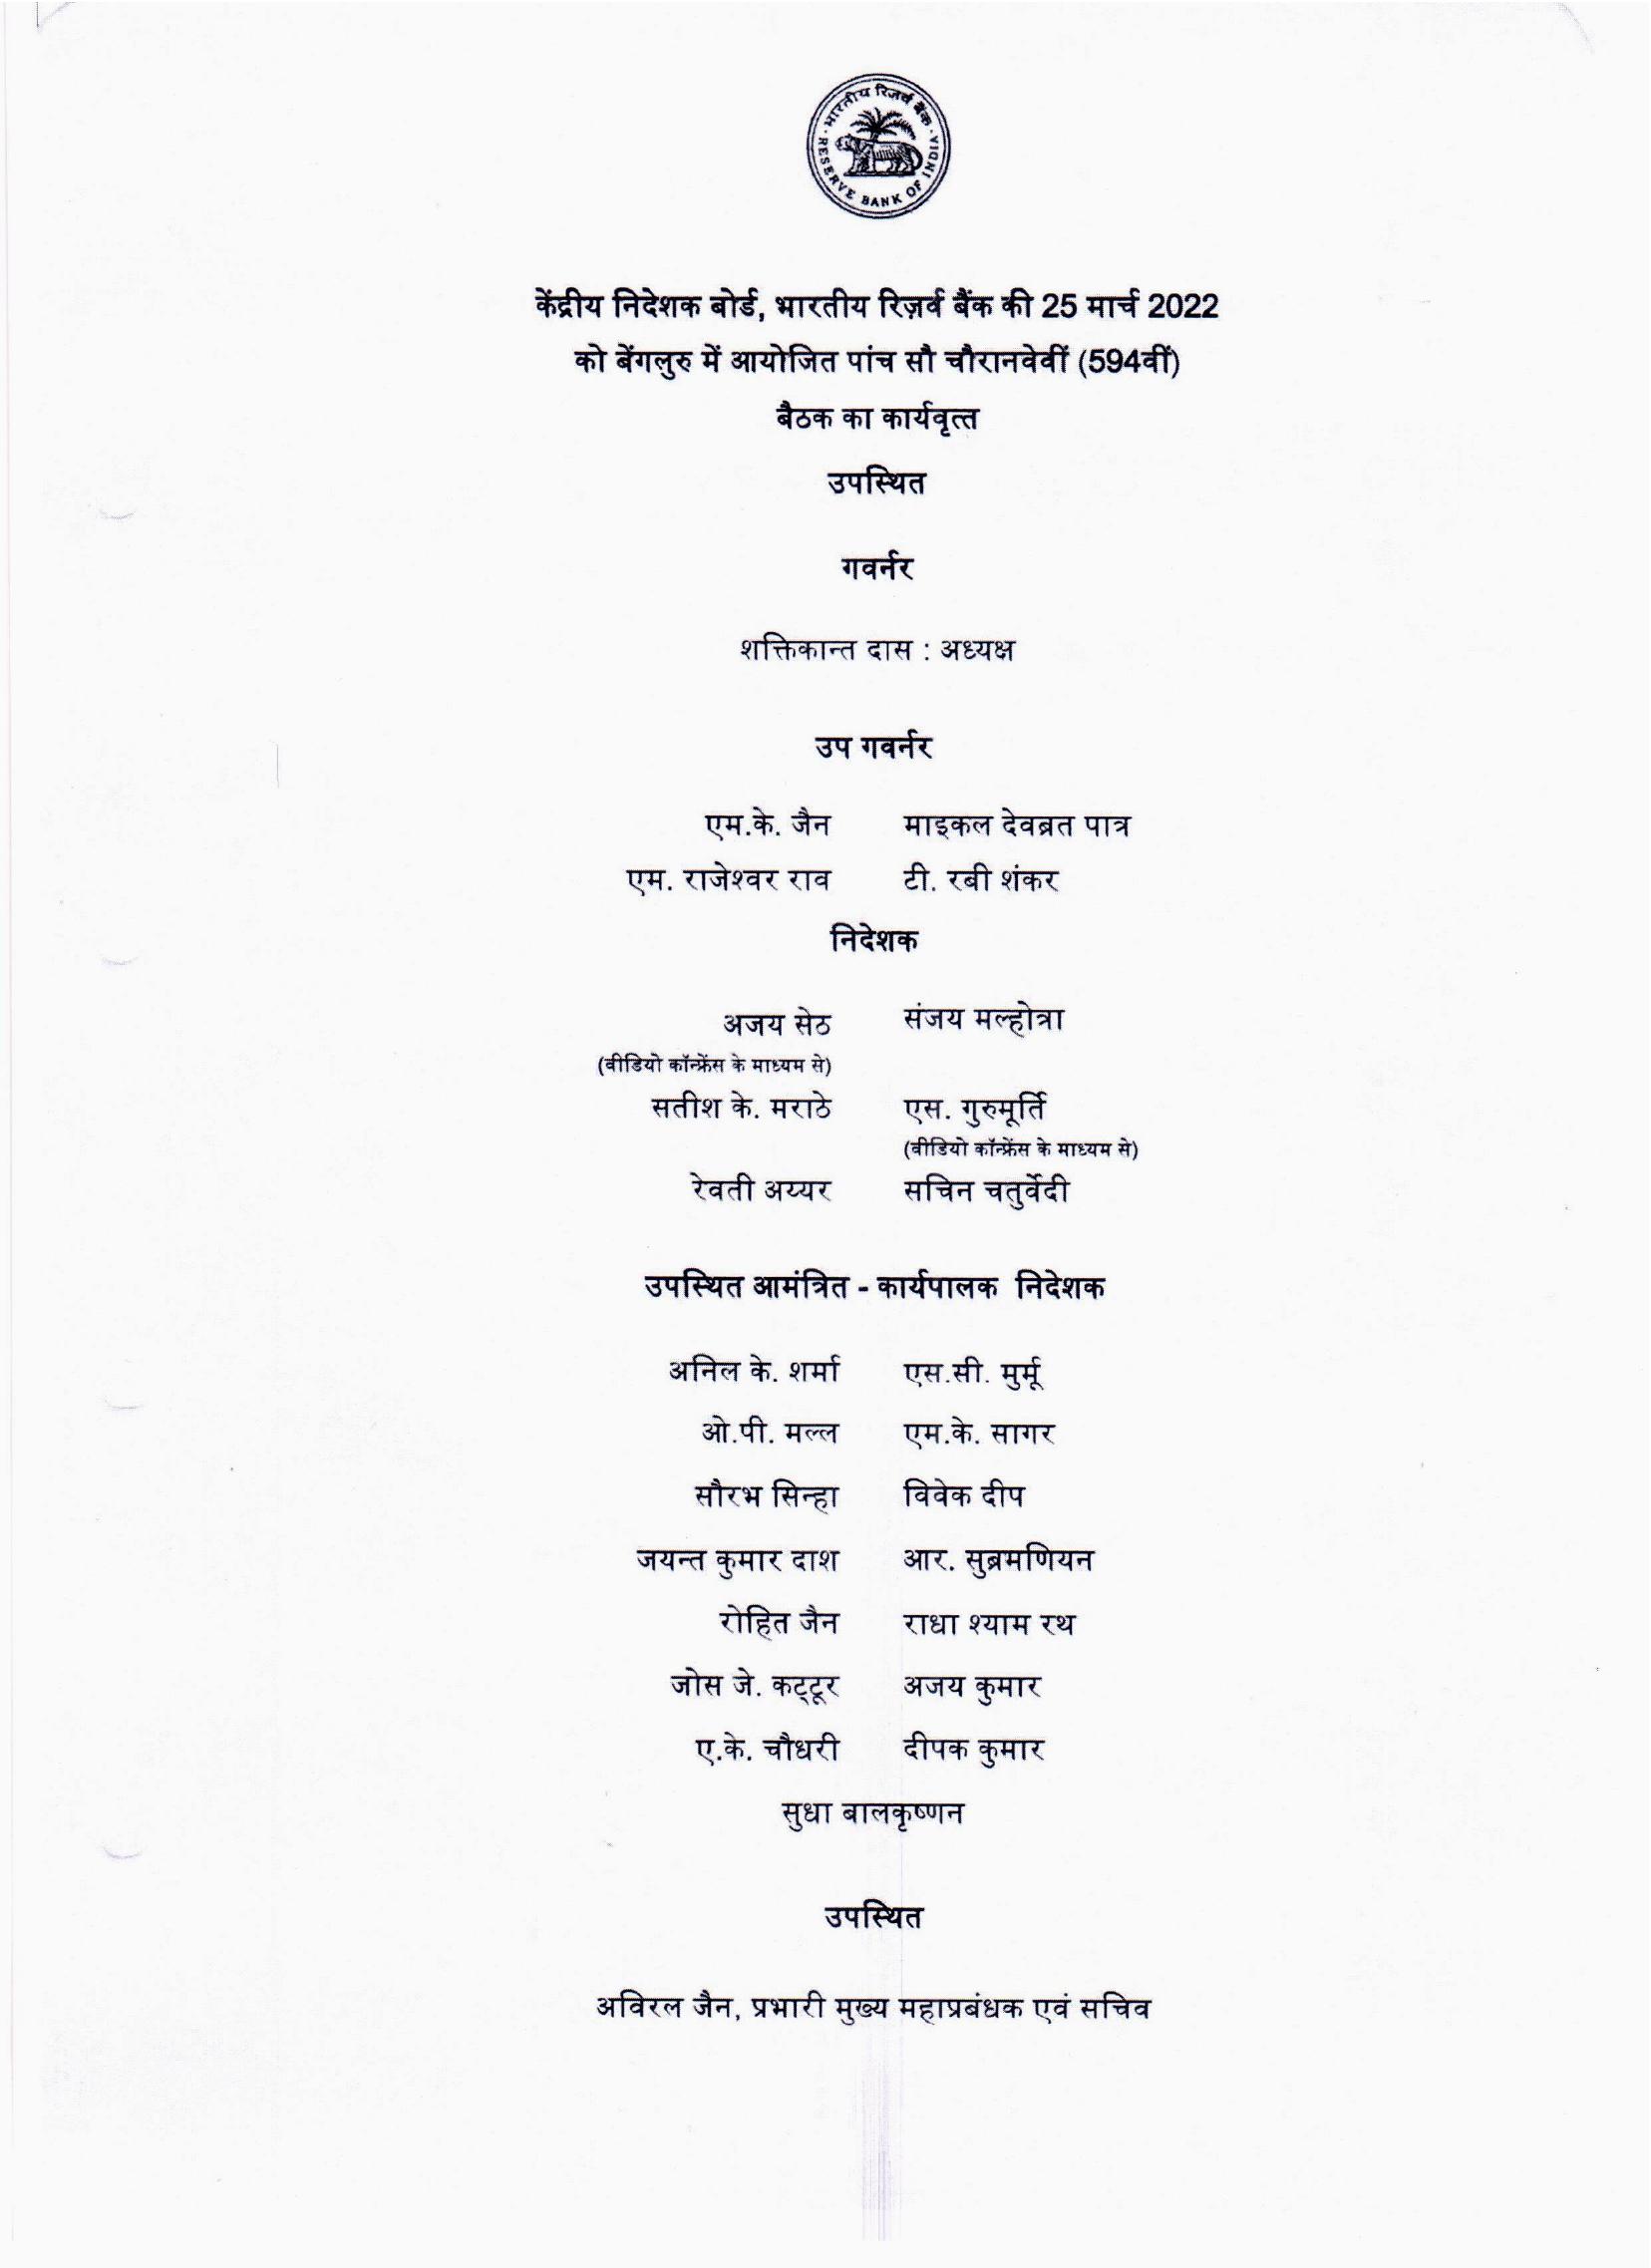 भारतीय रिज़र्व बैंक
RESERVE BANK OF INDIA
केंद्रीय निदेशक बोर्ड, भारतीय रिज़र्व बैंक की 25 मार्च 2022
को बेंगलुरु में आयोजित पांच सौ चौरानवेवीं (594वीं)
बैठक का कार्यवृत्त
उपस्थित
गवर्नर
शक्तिकान्त दास : अध्यक्ष
उप गवर्नर
एम.के. जैन माइकल देवब्रत पात्र
एम. राजेश्वर राव टी. रबी शंकर
निदेशक
अजय सेठ संजय मल्होत्रा
(वीडियो कॉन्फ्रेंस के माध्यम से)
सतीश के. मराठे एस. गुरुमूर्ति
(वीडियो कॉन्फ्रेंस के माध्यम से)
रेवती अय्यर सचिन चतुर्वेदी
उपस्थित आमंत्रित - कार्यपालक निदेशक
अनिल के. शर्मा एस.सी. मुर्मू
ओ.पी. मल्ल एम.के. सागर
सौरभ सिन्हा विवेक दीप
जयन्त कुमार दाश आर. सुब्रमणियन
रोहित जैन राधा श्याम रथ
जोस जे. कट्टूर अजय कुमार
ए.के. चौधरी दीपक कुमार
सुधा बालकृष्णन
उपस्थित
अविरल जैन, प्रभारी मुख्य महाप्रबंधक एवं सचिव